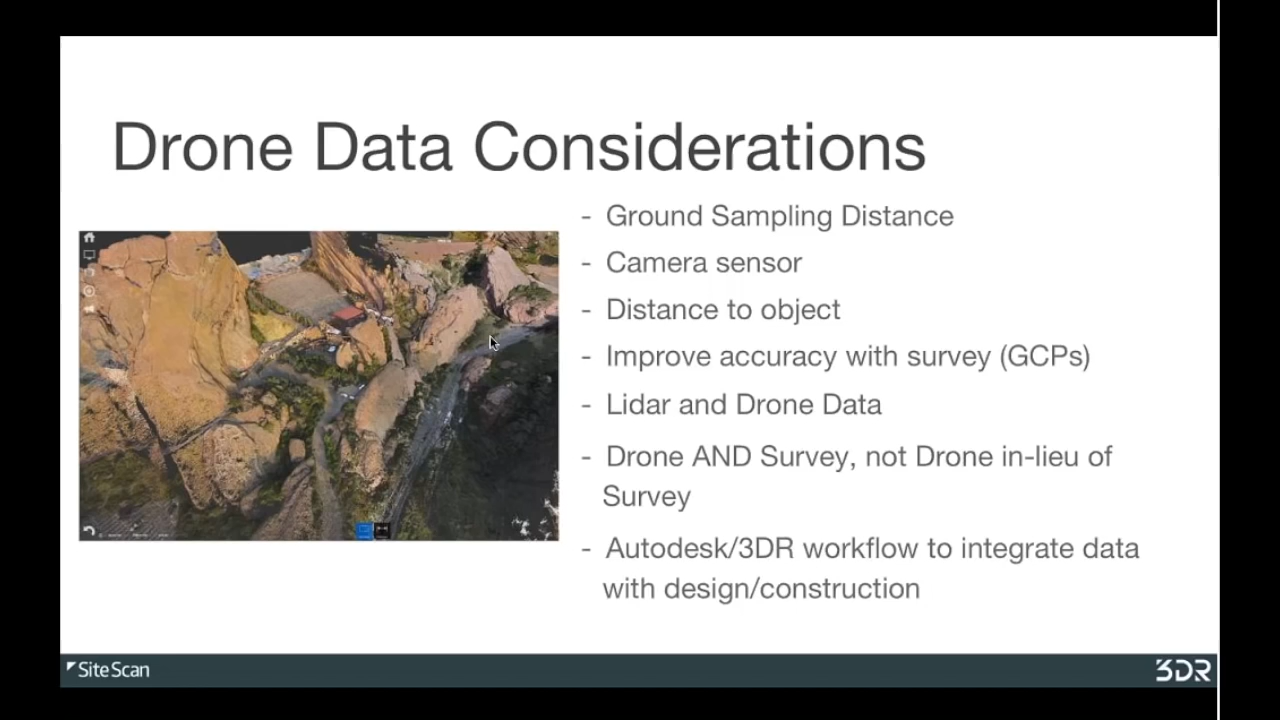 Drone Data Considerations
- Ground Sampling Distance
- Camera sensor
- Distance to object
- Improve accuracy with survey (GCPs)
- Lidar and Drone Data
- Drone AND Survey, not Drone in-lieu of
Survey
- Autodesk/3DR workflow to integrate data
with design/construction
SiteScan
3DR